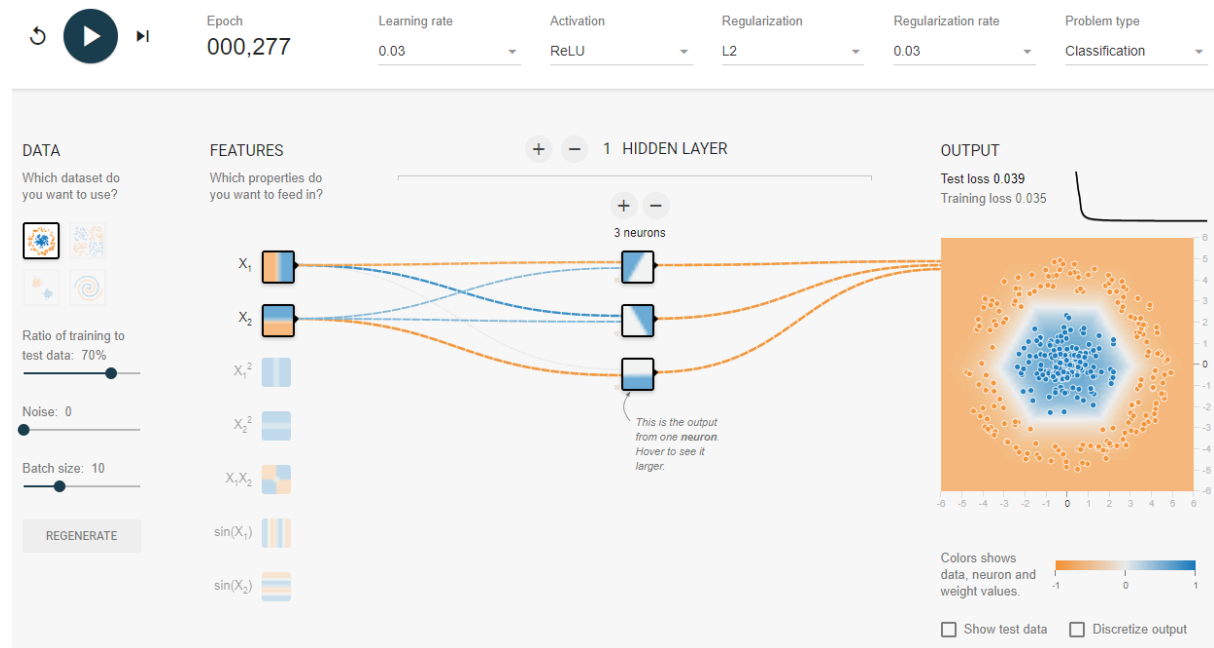 Epoch
000,277
Learning rate
0.03
Activation
ReLU
Regularization
L2
Regularization rate
0.03
Problem type
Classification
DATA
Which dataset do
you want to use?
Ratio of training to
test data: 70%
Noise: 0
Batch size: 10
REGENERATE
FEATURES
Which properties do
you want to feed in?
X₁
X₂
X₁²
X₂²
X₁X₂
sin(X₁)
sin(X₂)
+ − 1 HIDDEN LAYER
+ −
3 neurons
This is the output
from one neuron.
Hover to see it
larger.
OUTPUT
Test loss 0.039
Training loss 0.035
6
5
4
3
2
1
0
-1
-2
-3
-4
-5
-6
-6 -5 -4 -3 -2 -1 0 1 2 3 4 5 6
Colors shows
data, neuron and
weight values.
-1 0 1
Show test data
Discretize output